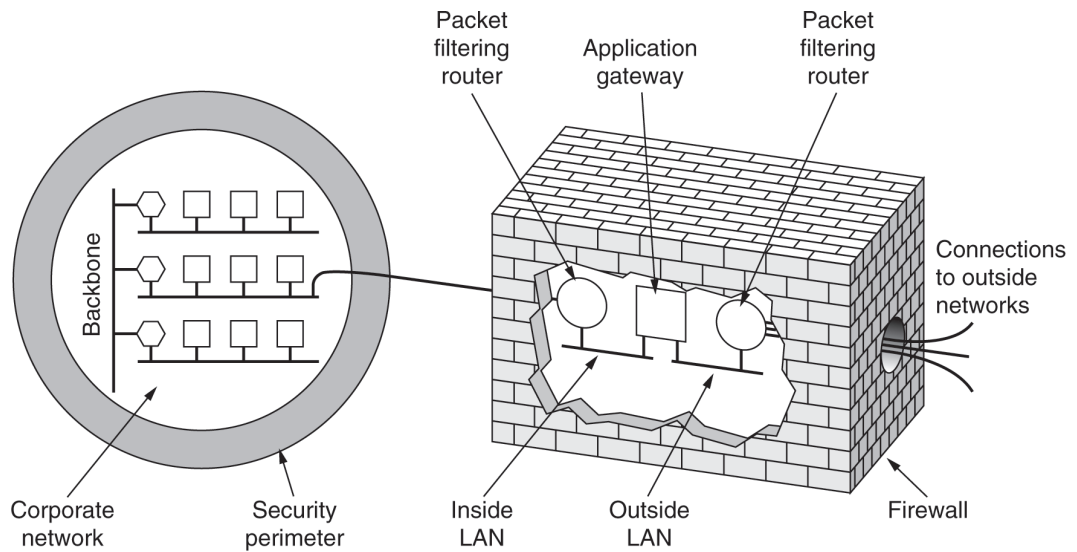 Packet
filtering
router
Application
gateway
Packet
filtering
router
Backbone
Connections
to outside
networks
Corporate
network
Security
perimeter
Inside
LAN
Outside
LAN
Firewall